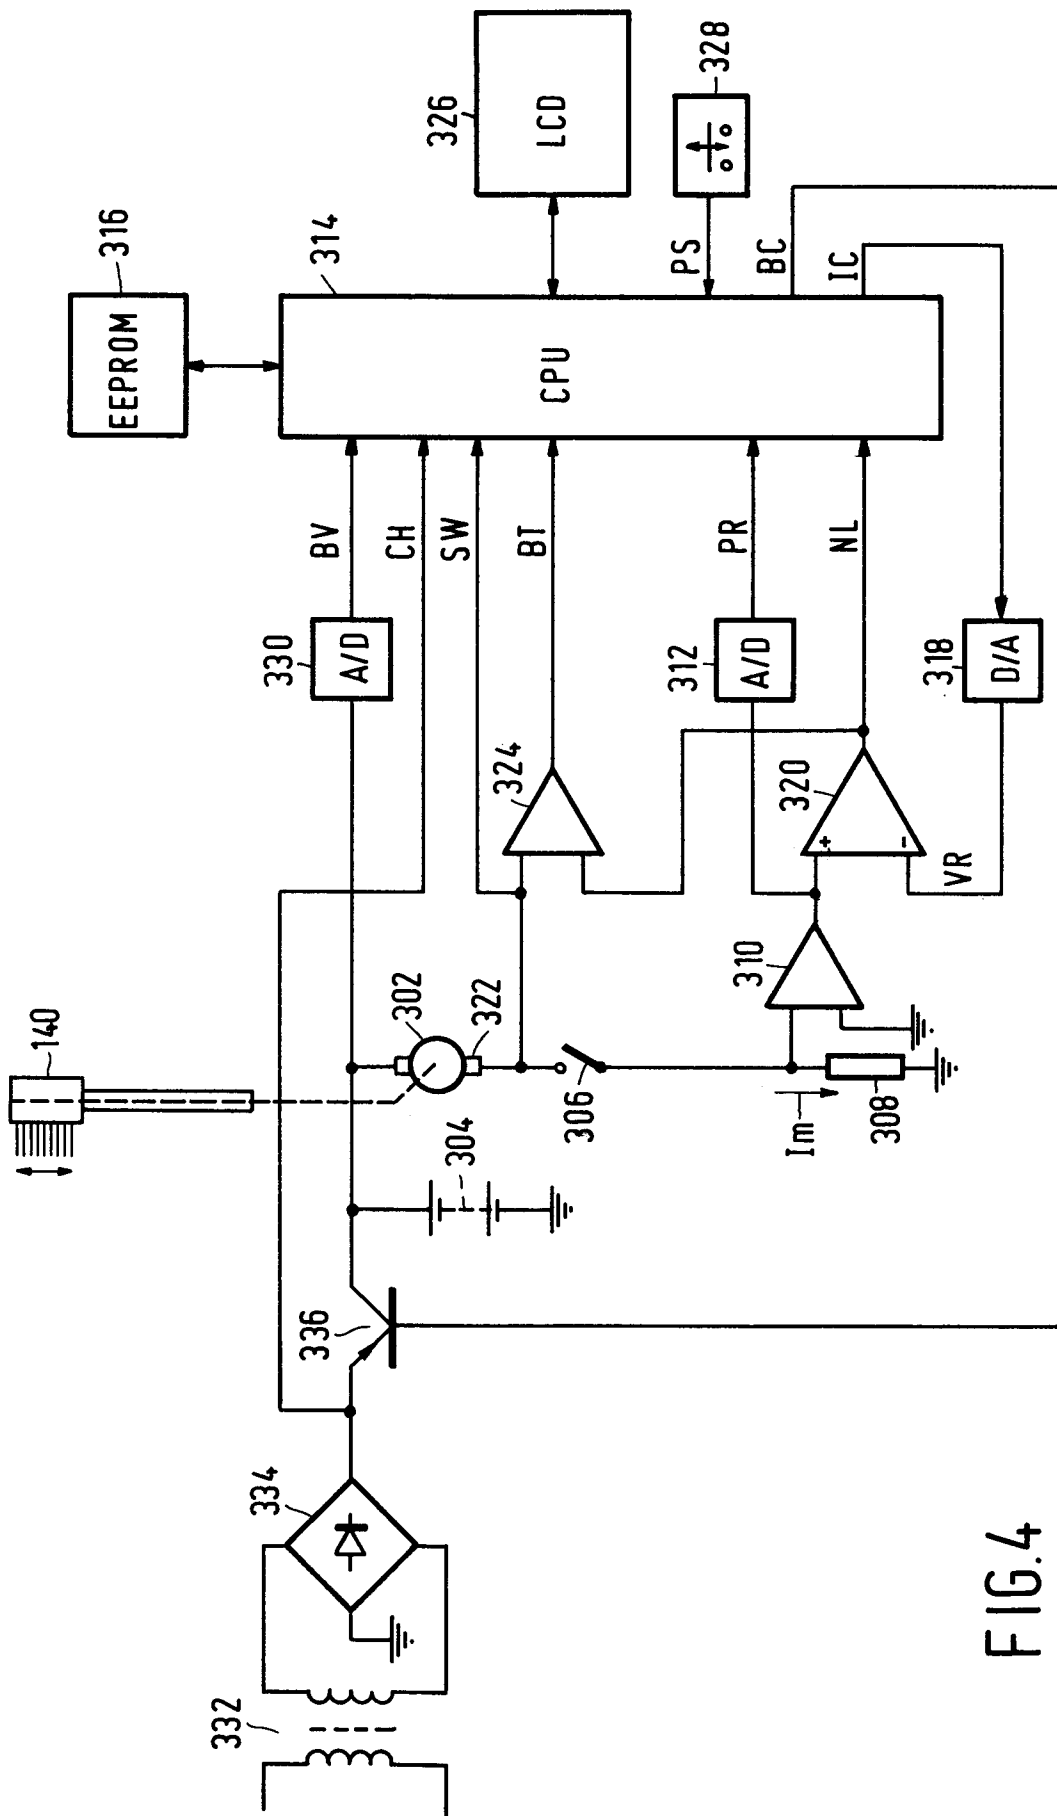 140
316
EEPROM
314
326
LCD
328
CPU
PS
BC
IC
BV
CH
SW
BT
PR
NL
330
A/D
312
A/D
318
D/A
324
320
+
-
VR
310
302
322
306
Im
308
304
336
334
332
FIG.4